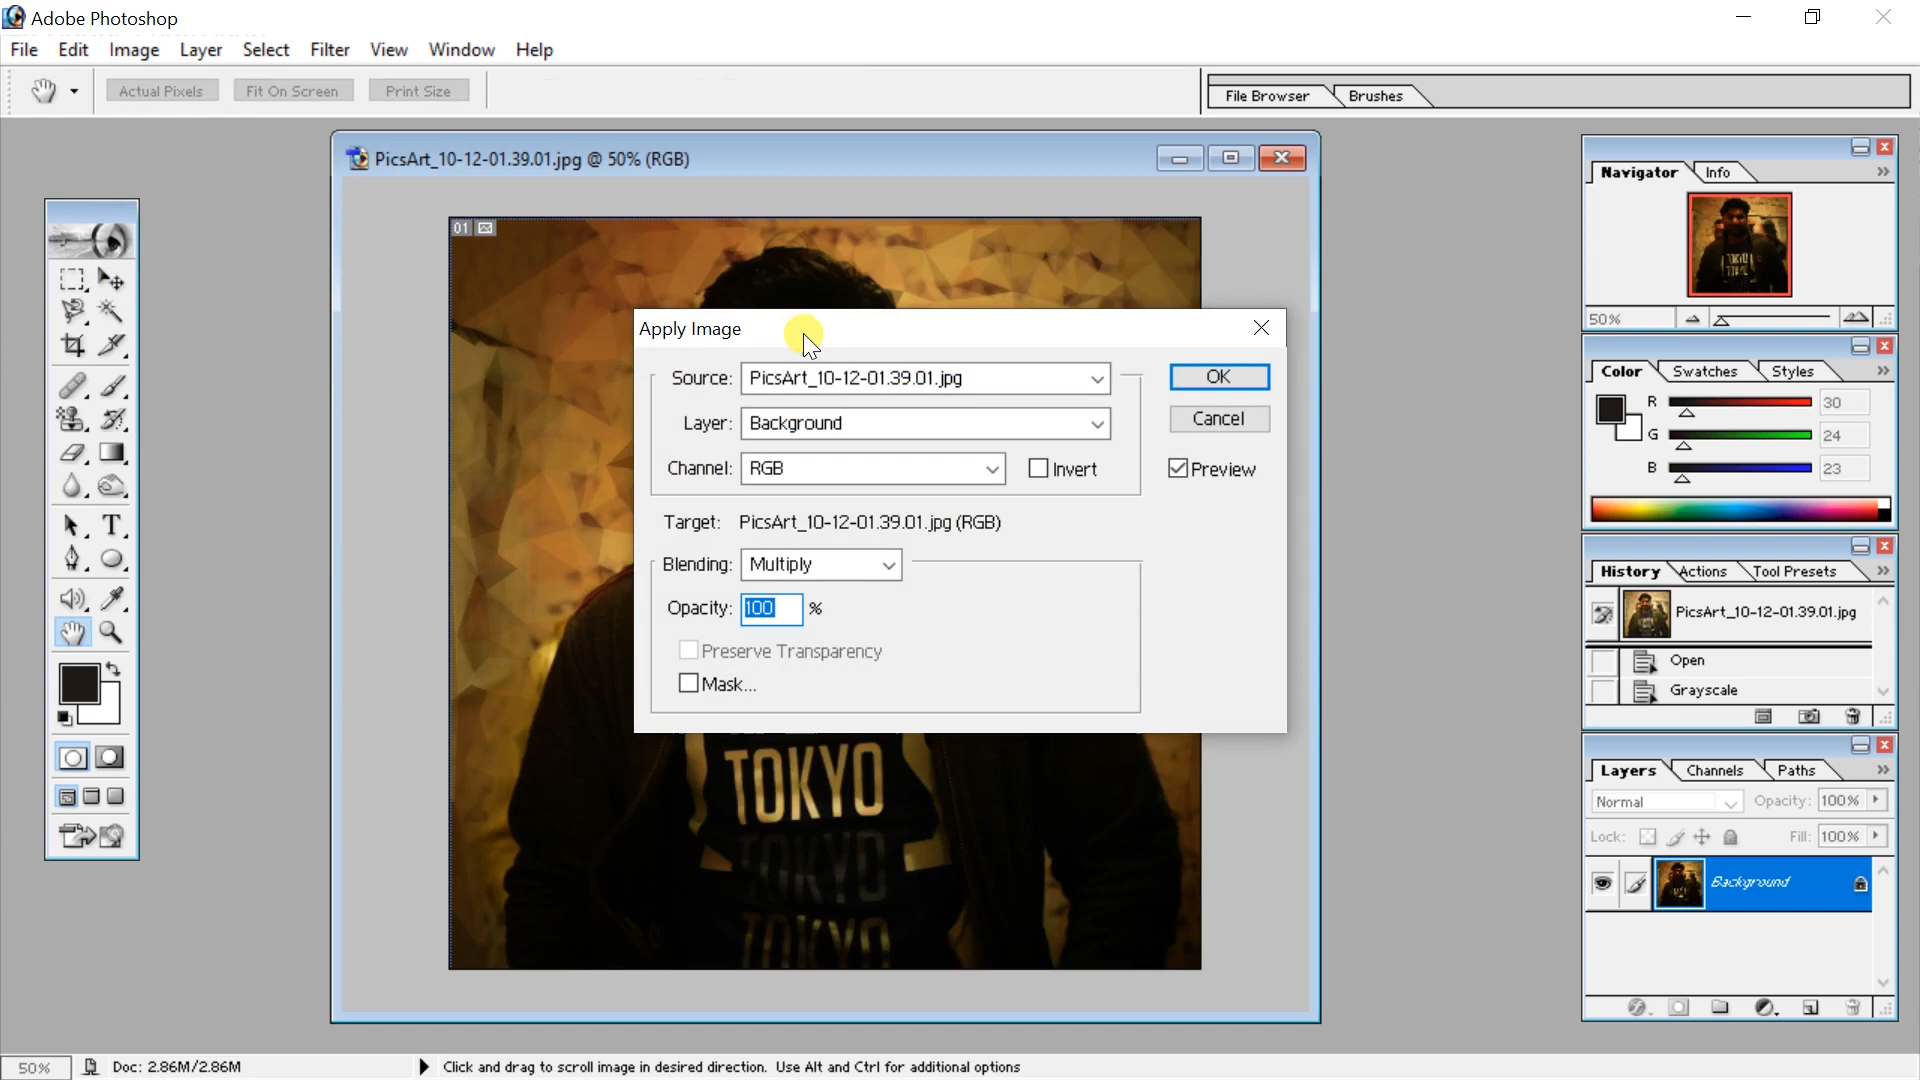 Adobe Photoshop
File Edit Image Layer Select Filter View Window Help
Actual Pixels Fit On Screen Print Size
File Browser Brushes
PicsArt_10-12-01.39.01.jpg @ 50% (RGB)
01
TOKYO
TOKYO
TOKYO
Apply Image
Source: PicsArt_10-12-01.39.01.jpg
Layer: Background
Channel: RGB
Invert
OK
Cancel
Preview
Target: PicsArt_10-12-01.39.01.jpg (RGB)
Blending: Multiply
Opacity: 100 %
Preserve Transparency
Mask...
T
Navigator Info
50%
Color Swatches Styles
R 30
G 24
B 23
History Actions Tool Presets
PicsArt_10-12-01.39.01.jpg
Open
Grayscale
Layers Channels Paths
Normal Opacity: 100%
Lock: Fill: 100%
Background
50% Doc: 2.86M/2.86M Click and drag to scroll image in desired direction. Use Alt and Ctrl for additional options